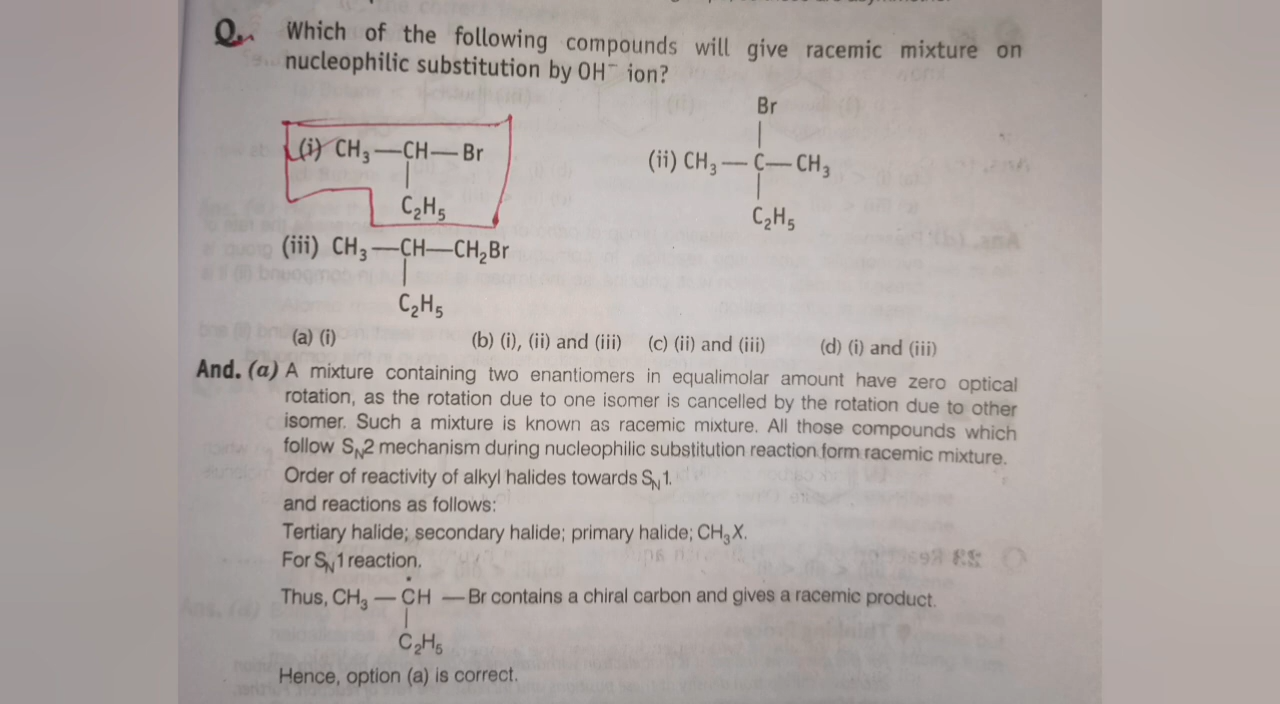 Q. Which of the following compounds will give racemic mixture on
nucleophilic substitution by OH⁻ ion?
Br
|
(i) CH₃—CH—Br (ii) CH₃—C—CH₃
| |
C₂H₅ C₂H₅
(iii) CH₃—CH—CH₂Br
|
C₂H₅
(a) (i) (b) (i), (ii) and (iii) (c) (ii) and (iii) (d) (i) and (iii)
And. (a) A mixture containing two enantiomers in equalimolar amount have zero optical
rotation, as the rotation due to one isomer is cancelled by the rotation due to other
isomer. Such a mixture is known as racemic mixture. All those compounds which
follow S_N2 mechanism during nucleophilic substitution reaction form racemic mixture.
Order of reactivity of alkyl halides towards S_N1.
and reactions as follows:
Tertiary halide; secondary halide; primary halide; CH₃X.
For S_N1 reaction.
Thus, CH₃—ĊH—Br contains a chiral carbon and gives a racemic product.
|
C₂H₅
Hence, option (a) is correct.